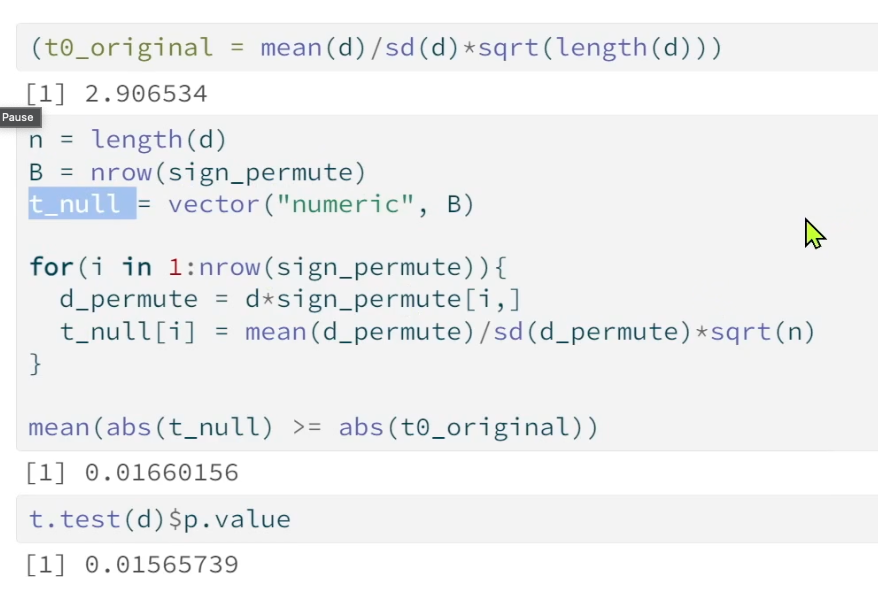 (t0_original = mean(d)/sd(d)*sqrt(length(d)))
[1] 2.906534
Pause
n = length(d)
B = nrow(sign_permute)
t_null = vector("numeric", B)
for(i in 1:nrow(sign_permute)){
d_permute = d*sign_permute[i,]
t_null[i] = mean(d_permute)/sd(d_permute)*sqrt(n)
}
mean(abs(t_null) >= abs(t0_original))
[1] 0.01660156
t.test(d)$p.value
[1] 0.01565739